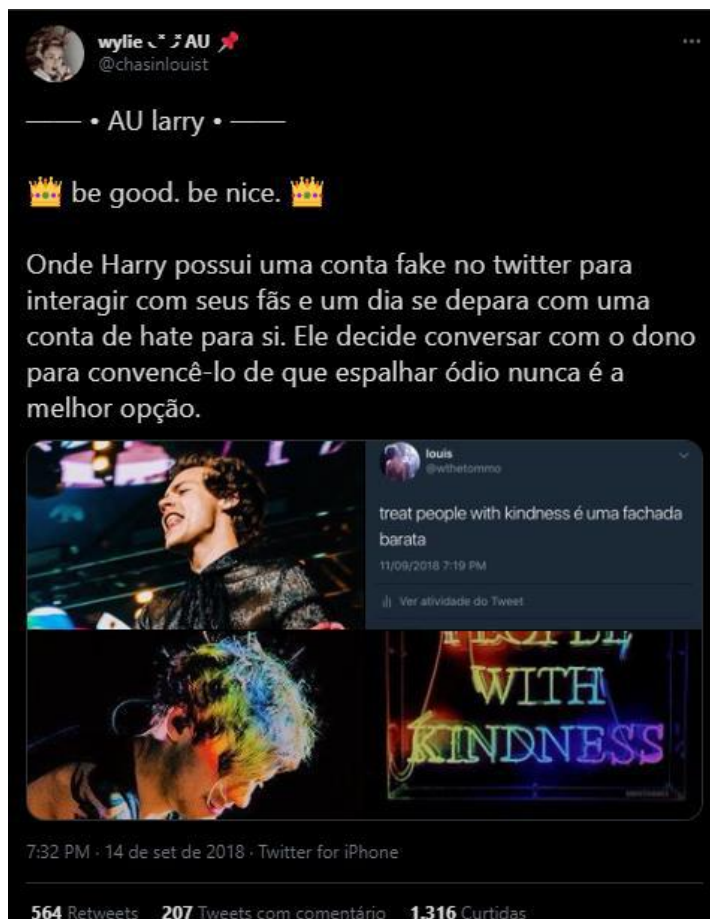 wylie AU 📌
@chasinlouist
—— • AU larry • ——
👑 be good. be nice. 👑
Onde Harry possui uma conta fake no twitter para
interagir com seus fãs e um dia se depara com uma
conta de hate para si. Ele decide conversar com o dono
para convencê-lo de que espalhar ódio nunca é a
melhor opção.
louis
@wthetommo
treat people with kindness é uma fachada
barata
11/09/2018 7:19 PM
Ver atividade do Tweet
PEOPLE
WITH
KINDNESS
7:32 PM · 14 de set de 2018 · Twitter for iPhone
564 Retweets 207 Tweets com comentário 1.316 Curtidas